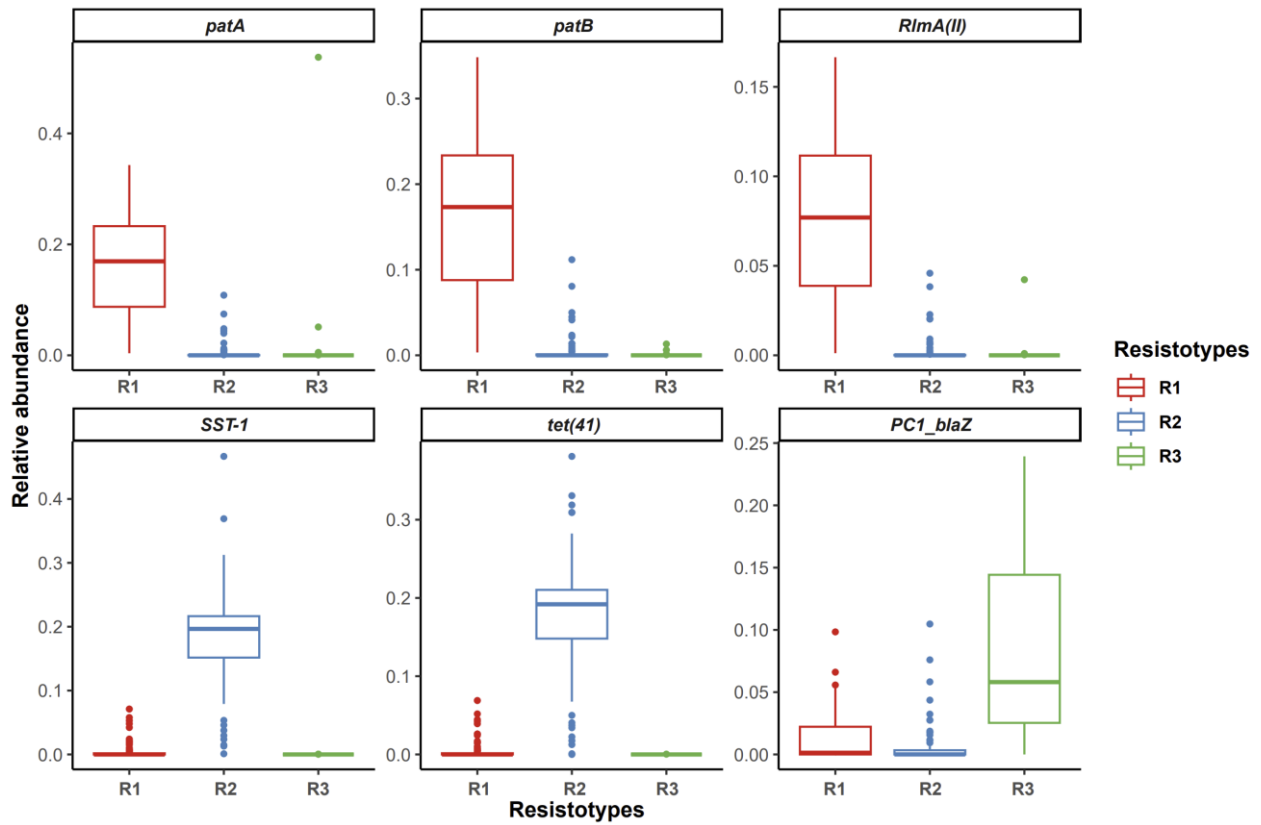 patA
patB
RlmA(II)
0.4
0.2
0.0
R1 R2 R3
0.3
0.2
0.1
0.0
R1 R2 R3
0.15
0.10
0.05
0.00
R1 R2 R3
Relative abundance
SST-1
tet(41)
PC1_blaZ
0.4
0.3
0.2
0.1
0.0
R1 R2 R3
0.3
0.2
0.1
0.0
R1 R2 R3
0.25
0.20
0.15
0.10
0.05
0.00
R1 R2 R3
Resistotypes
Resistotypes
R1
R2
R3